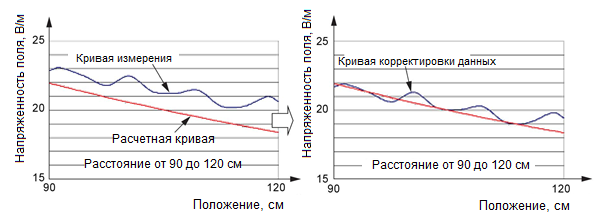 Напряженность поля, В/м
25
20
15
Кривая измерения
Расчетная кривая
Расстояние от 90 до 120 см
90
120
Положение, см
Напряженность поля, В/м
25
20
15
Кривая корректировки данных
Расстояние от 90 до 120 см
90
120
Положение, см